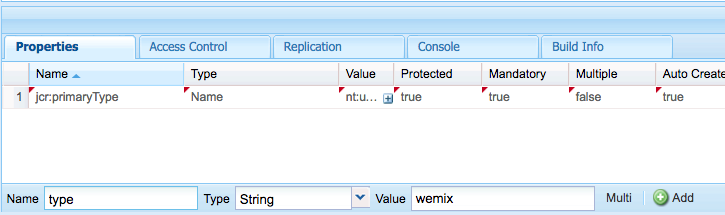 Properties Access Control Replication Console Build Info
Name Type Value Protected Mandatory Multiple Auto Create
1 jcr:primaryType Name nt:u... true true false true
Name type Type String Value wemix Multi Add